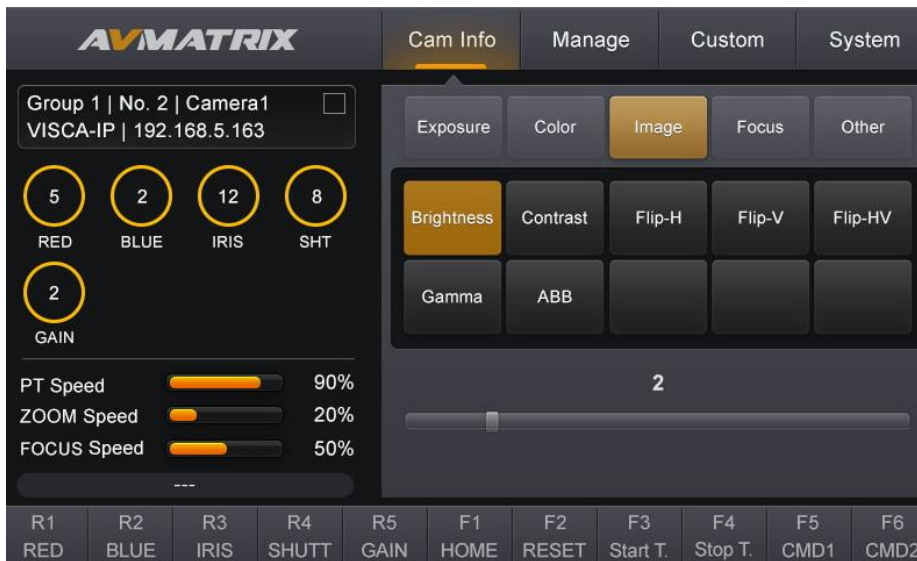 AVMATRIX
Cam Info Manage Custom System
Group 1 | No. 2 | Camera1
VISCA-IP | 192.168.5.163
5 2 12 8
RED BLUE IRIS SHT
2
GAIN
PT Speed 90%
ZOOM Speed 20%
FOCUS Speed 50%
---
Exposure Color Image Focus Other
Brightness Contrast Flip-H Flip-V Flip-HV
Gamma ABB
2
R1 R2 R3 R4 R5 F1 F2 F3 F4 F5 F6
RED BLUE IRIS SHUTT GAIN HOME RESET Start T. Stop T. CMD1 CMD2